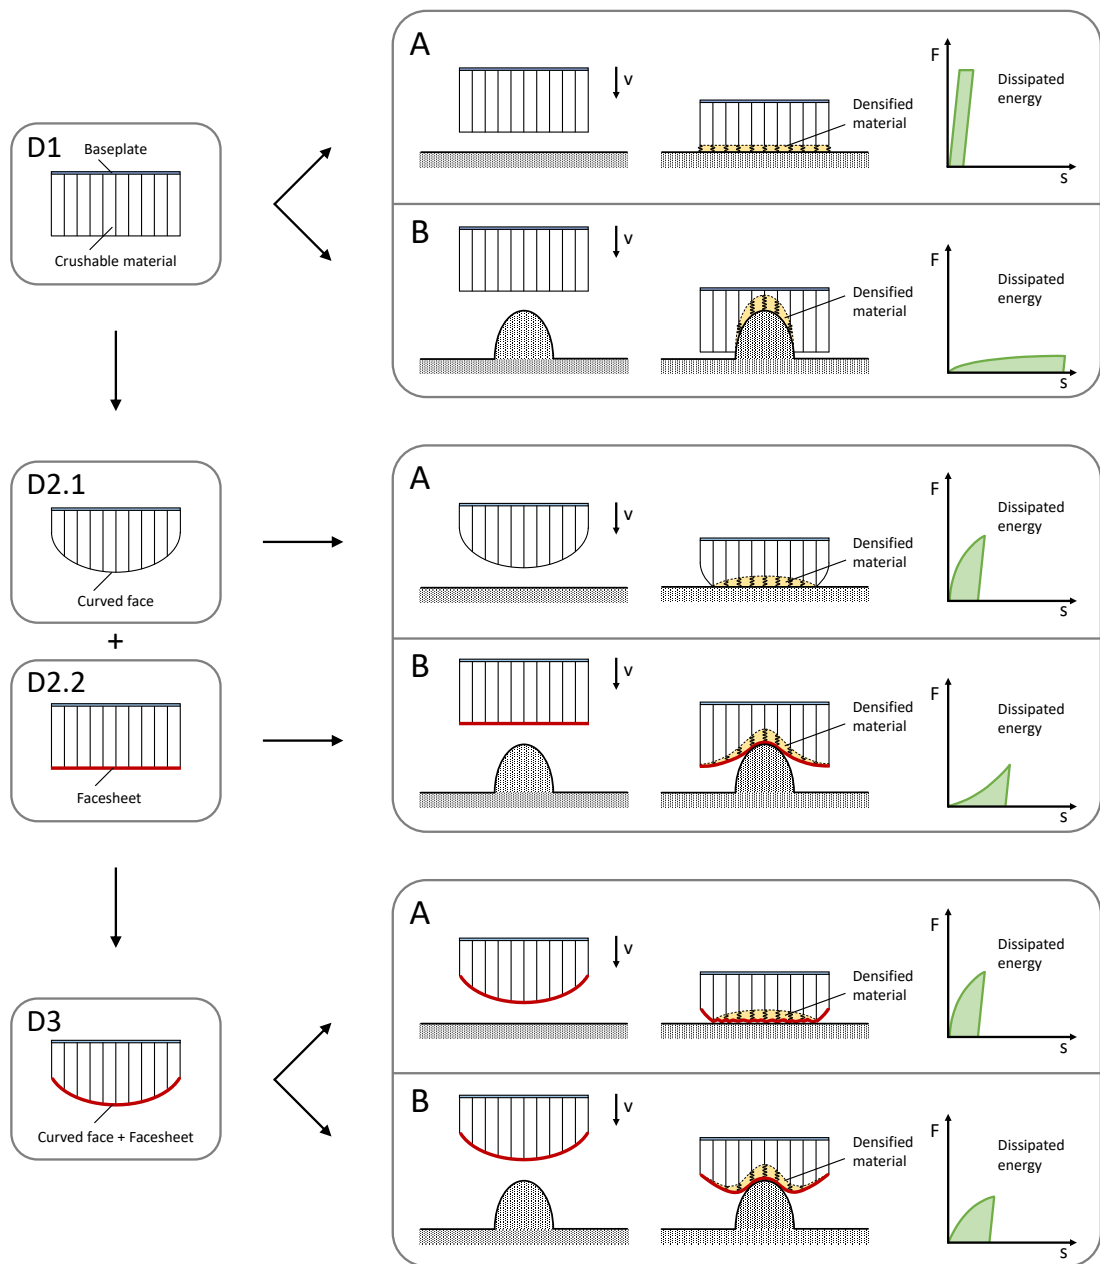 D1
Baseplate
Crushable material
A
v
Densified
material
F
Dissipated
energy
s
B
v
Densified
material
F
Dissipated
energy
s
D2.1
Curved face
+
D2.2
Facesheet
A
v
Densified
material
F
Dissipated
energy
s
B
v
Densified
material
F
Dissipated
energy
s
D3
Curved face + Facesheet
A
v
Densified
material
F
Dissipated
energy
s
B
v
Densified
material
F
Dissipated
energy
s